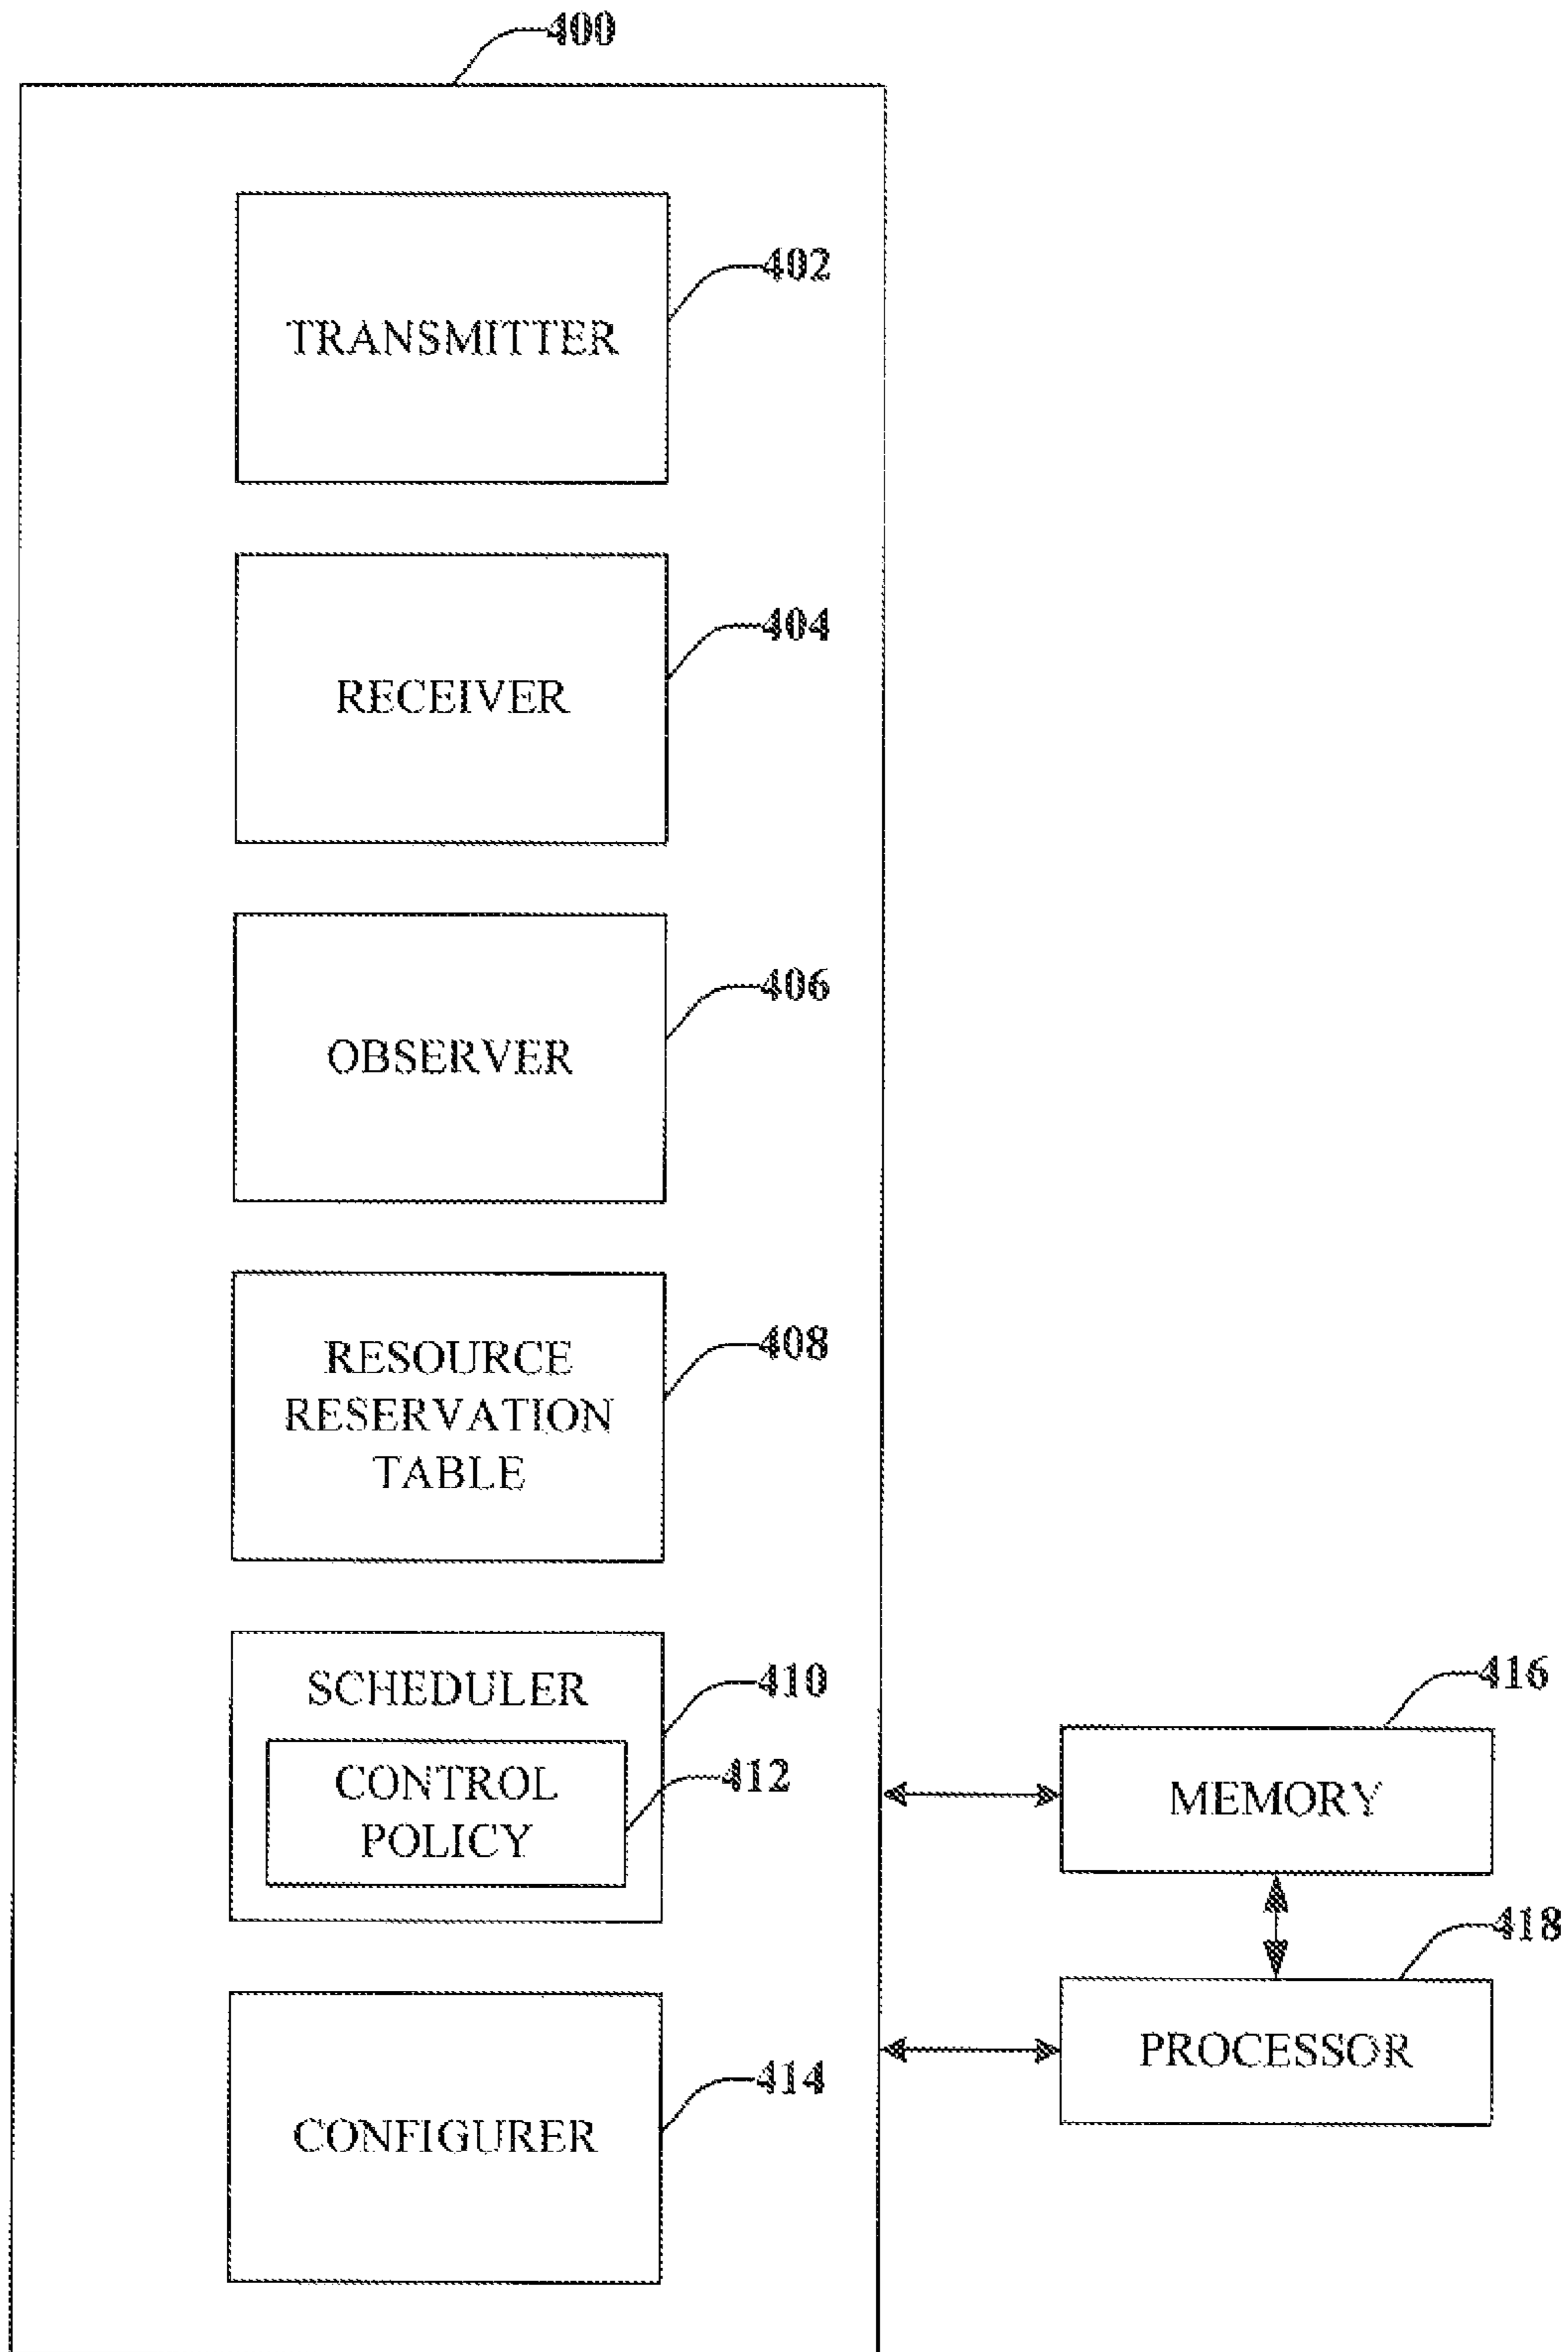 400
402
TRANSMITTER
404
RECEIVER
406
OBSERVER
408
RESOURCE
RESERVATION
TABLE
410
SCHEDULER
412
CONTROL
POLICY
416
MEMORY
418
PROCESSOR
414
CONFIGURER